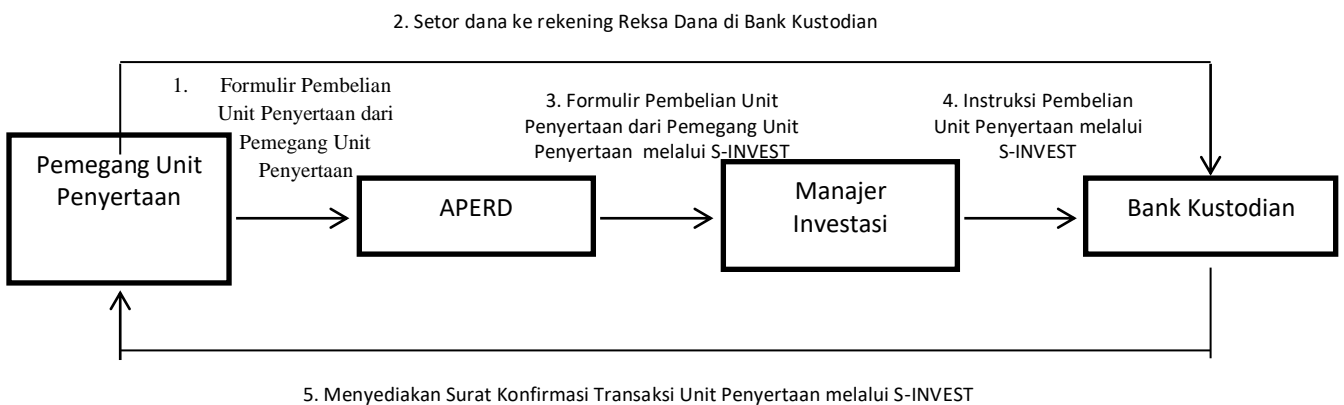 2. Setor dana ke rekening Reksa Dana di Bank Kustodian
1. Formulir Pembelian
Unit Penyertaan dari
Pemegang Unit
Penyertaan
3. Formulir Pembelian Unit
Penyertaan dari Pemegang Unit
Penyertaan melalui S-INVEST
4. Instruksi Pembelian
Unit Penyertaan melalui
S-INVEST
Pemegang Unit
Penyertaan
APERD
Manajer
Investasi
Bank Kustodian
5. Menyediakan Surat Konfirmasi Transaksi Unit Penyertaan melalui S-INVEST